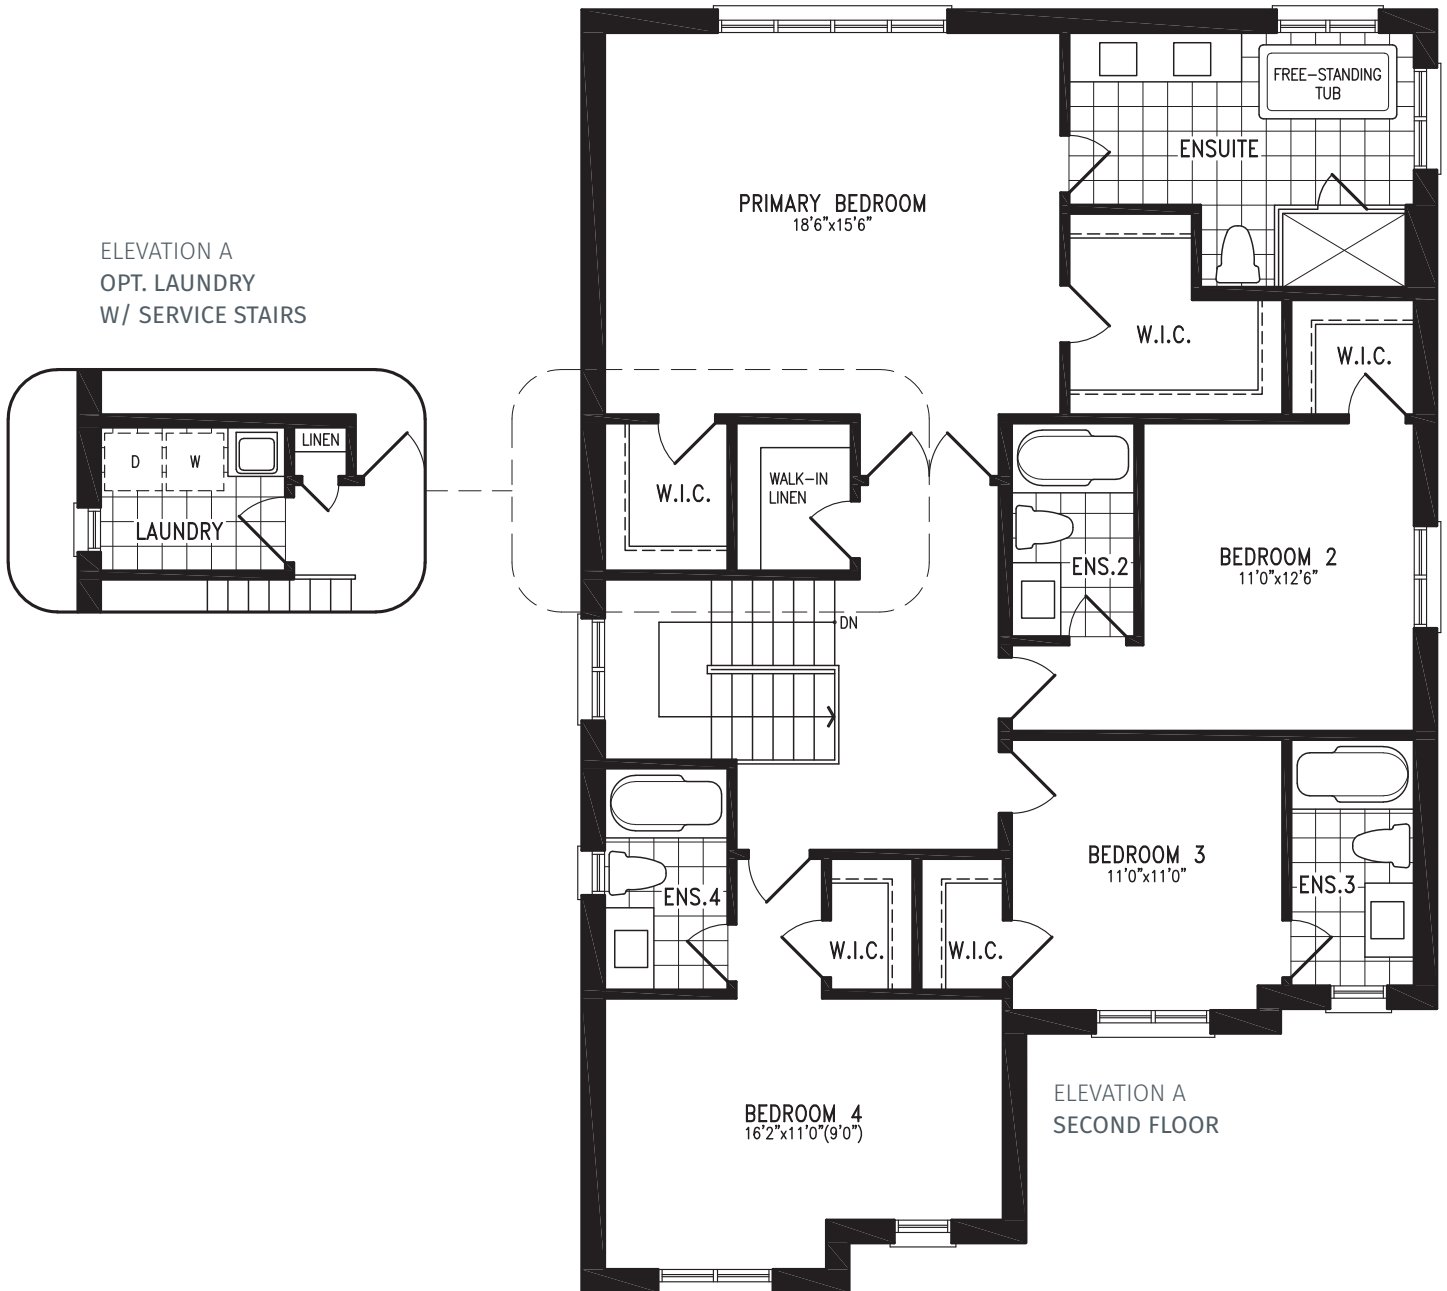 FREE-STANDING
TUB
ENSUITE
PRIMARY BEDROOM
18'6"x15'6"
ELEVATION A
OPT. LAUNDRY
W/ SERVICE STAIRS
W.I.C.
W.I.C.
LINEN
D
W
LAUNDRY
W.I.C.
WALK-IN
LINEN
ENS.2
BEDROOM 2
11'0"x12'6"
DN
BEDROOM 3
11'0"x11'0"
ENS.3
ENS.4
W.I.C.
W.I.C.
BEDROOM 4
16'2"x11'0"(9'0")
ELEVATION A
SECOND FLOOR